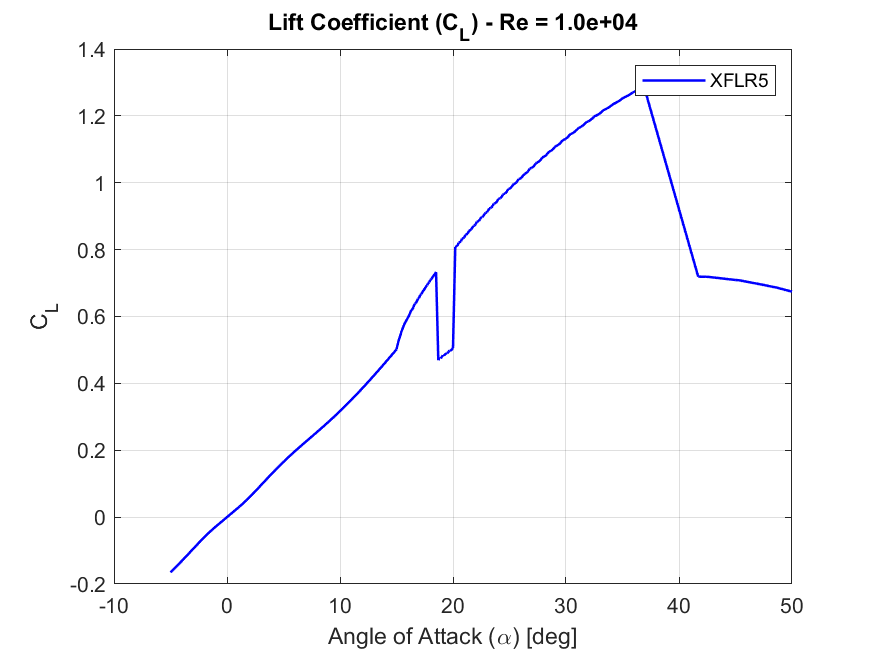 Lift Coefficient (C_L) - Re = 1.0e+04
XFLR5
1.4
1.2
1
0.8
0.6
0.4
0.2
0
-0.2
C_L
-10 0 10 20 30 40 50
Angle of Attack (α) [deg]